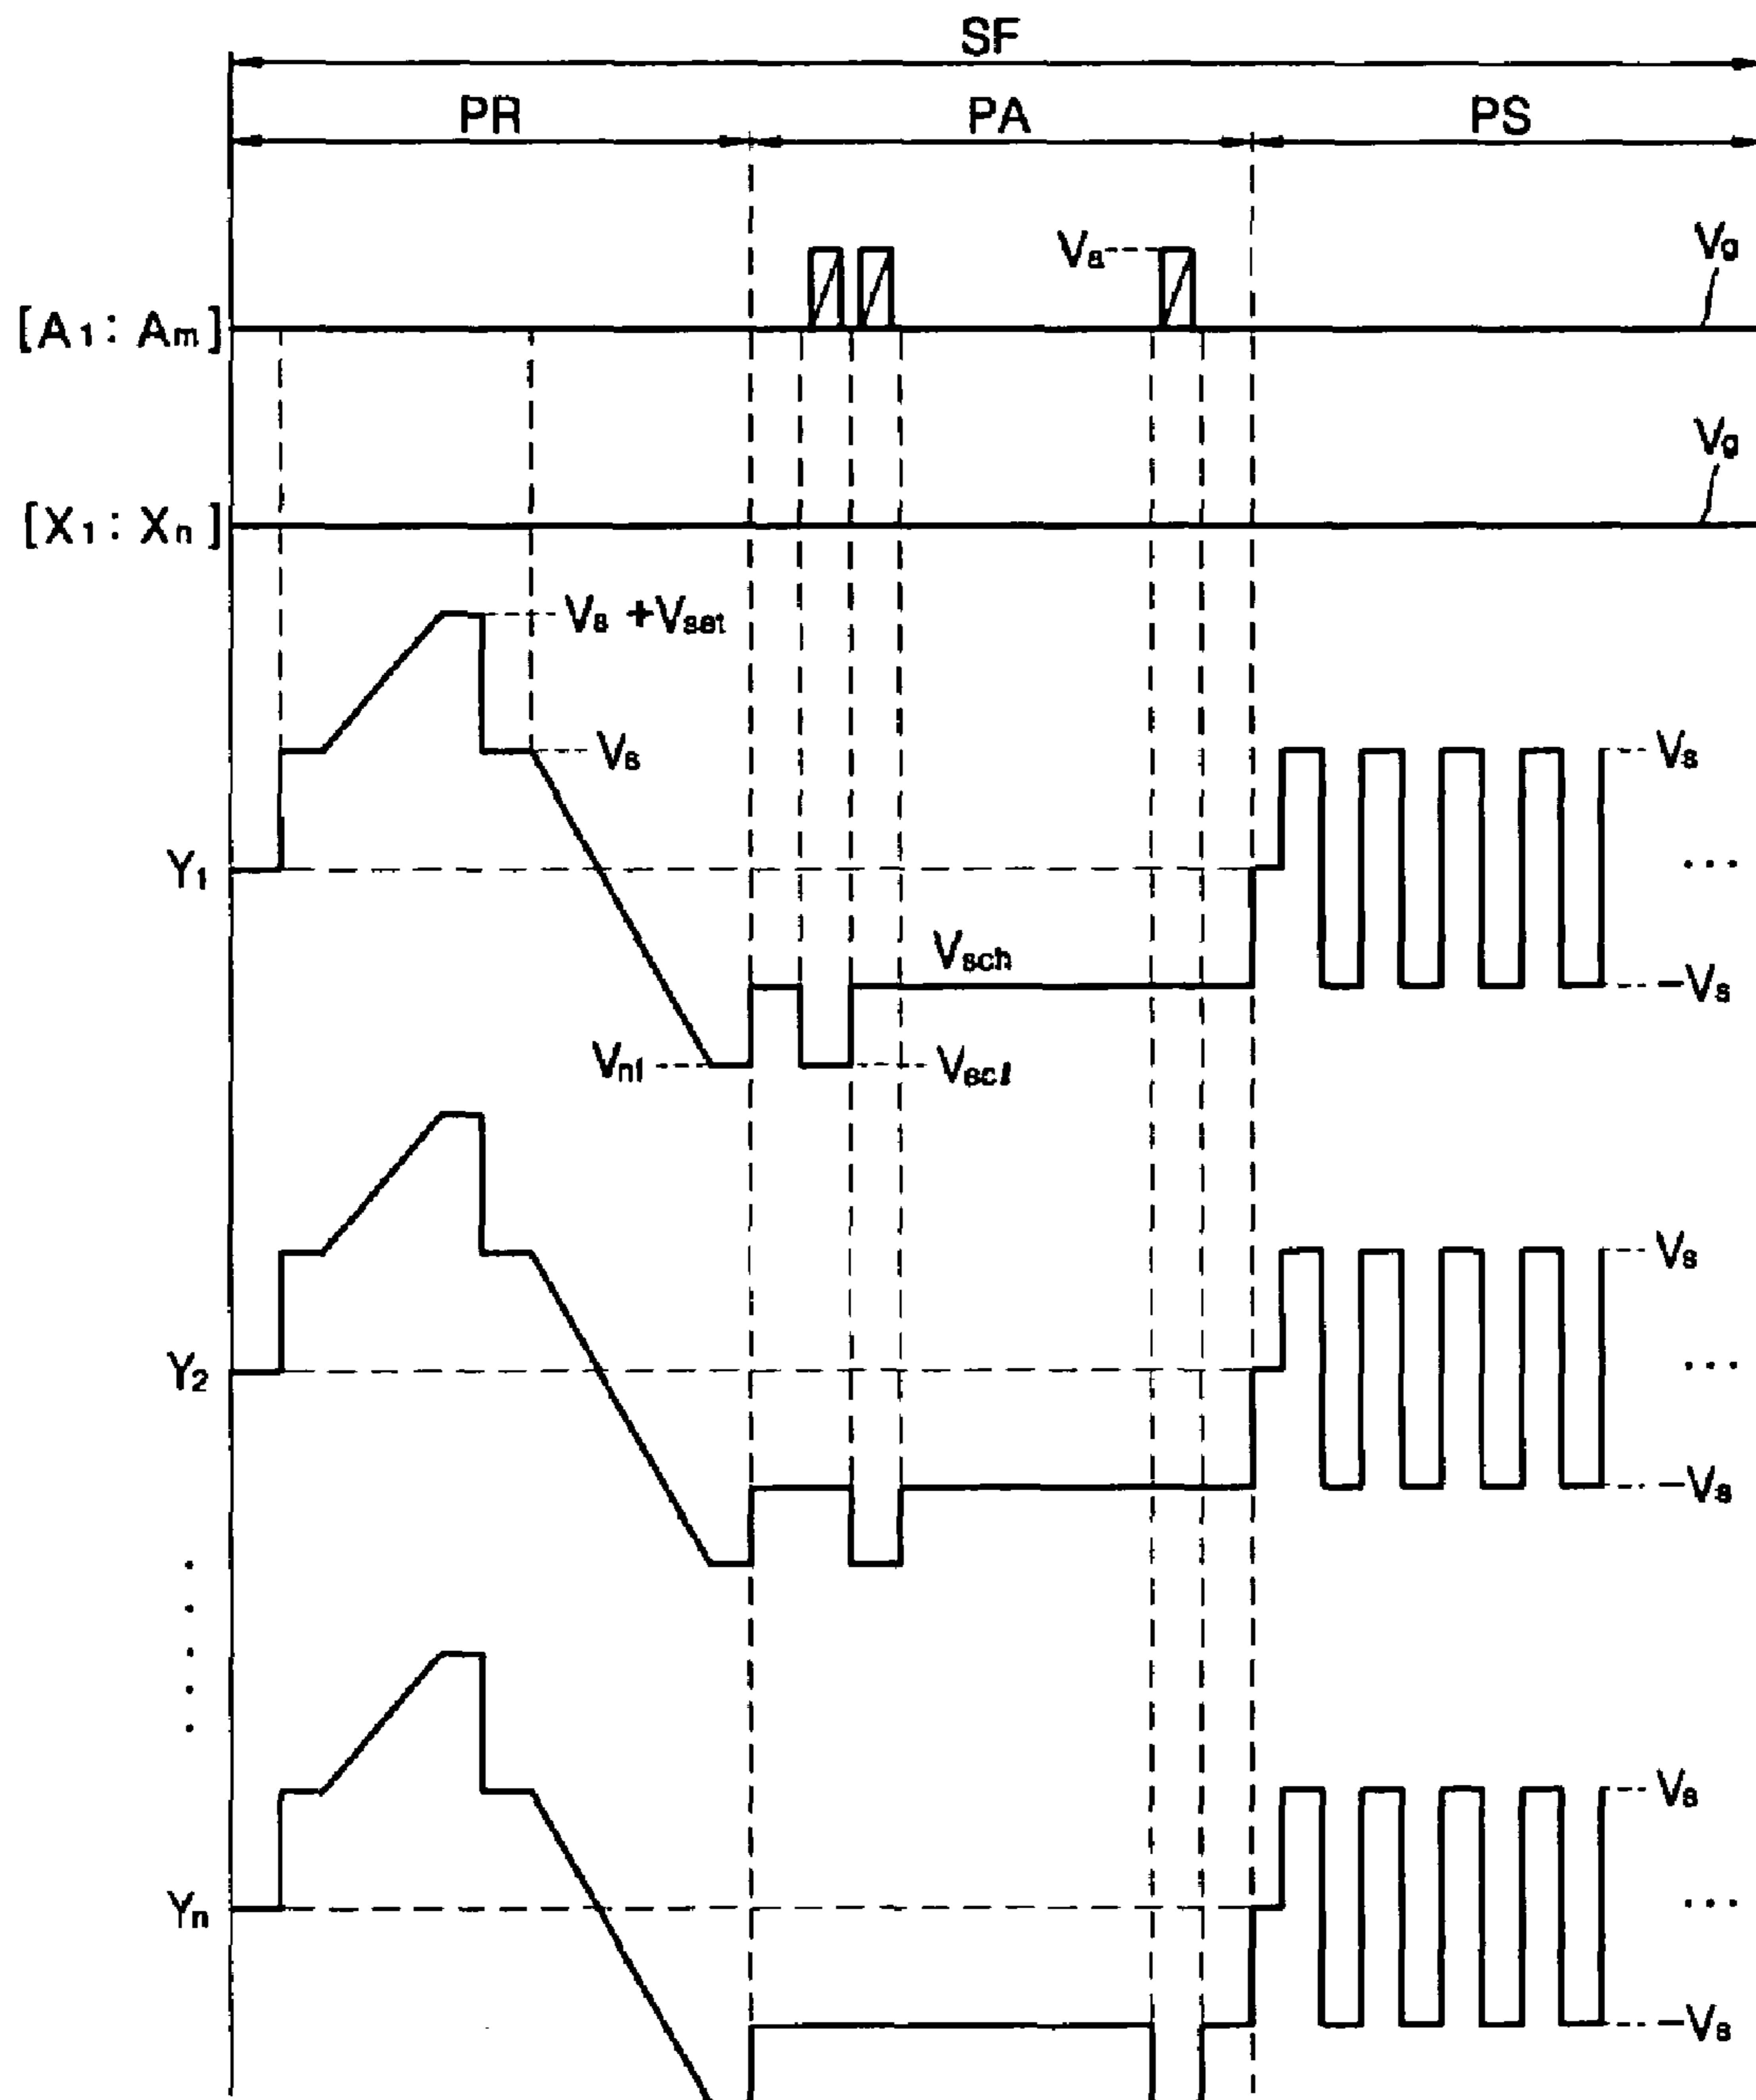 SF
PR PA PS
Va Vg
[A1: Am]
Vg
[X1: Xn]
Vs +Vset
Vs Vs
Y1 ...
Vsch
-Vs
Vnf Vscl
Vs
Y2 ...
-Vs
Vs
Yn ...
-Vs